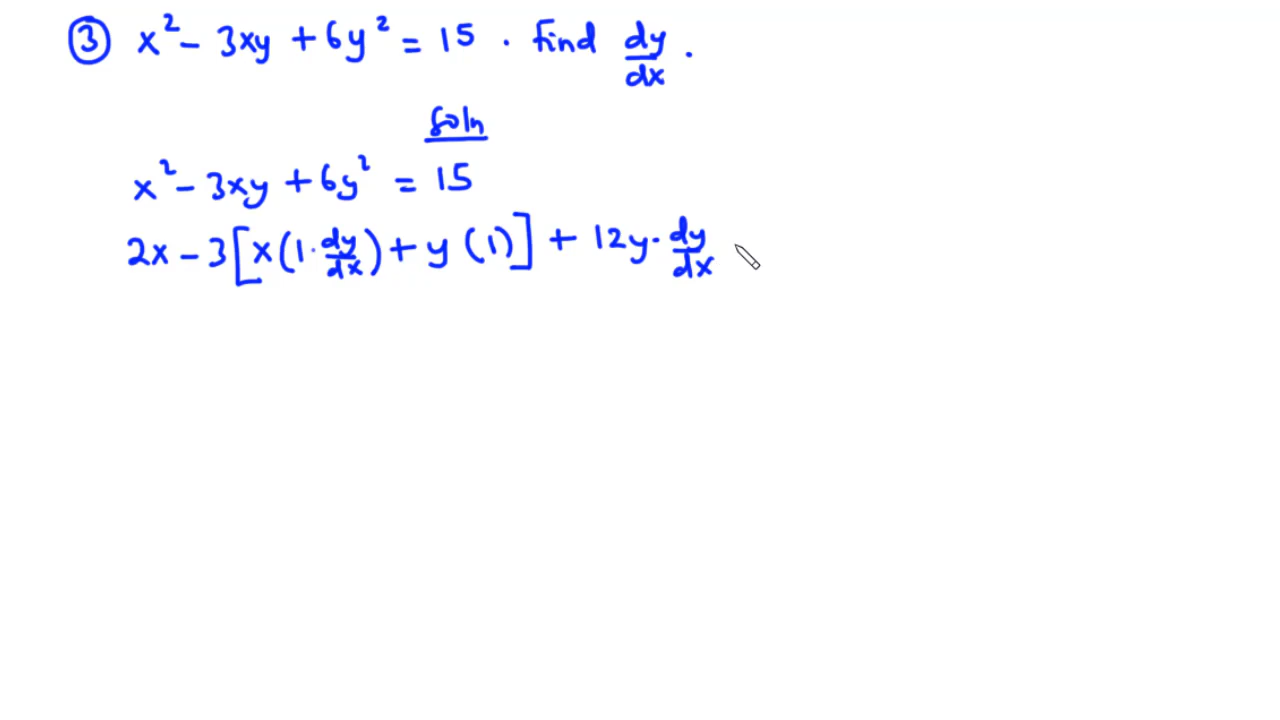 ③ x² - 3xy + 6y² = 15 . Find dy/dx .
Soln
x² - 3xy + 6y² = 15
2x - 3[x(1·dy/dx) + y(1)] + 12y·dy/dx